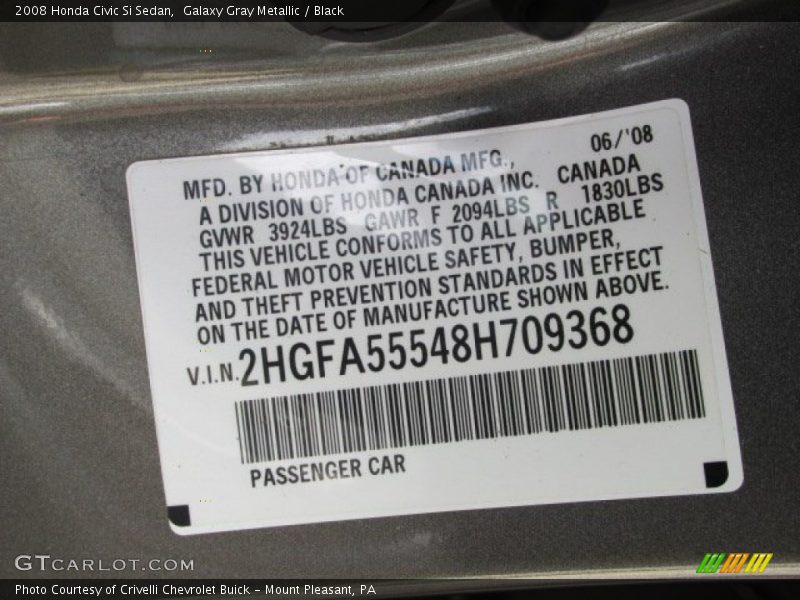 2008 Honda Civic Si Sedan,  Galaxy Gray Metallic / Black
06/'08
MFD. BY HONDA OF CANADA MFG.,
A DIVISION OF HONDA CANADA INC. CANADA
GVWR 3924LBS GAWR F 2094LBS R 1830LBS
THIS VEHICLE CONFORMS TO ALL APPLICABLE
FEDERAL MOTOR VEHICLE SAFETY, BUMPER,
AND THEFT PREVENTION STANDARDS IN EFFECT
ON THE DATE OF MANUFACTURE SHOWN ABOVE.
V.I.N. 2HGFA55548H709368
PASSENGER CAR
GTCARLOT.COM
Photo Courtesy of Crivelli Chevrolet Buick – Mount Pleasant, PA